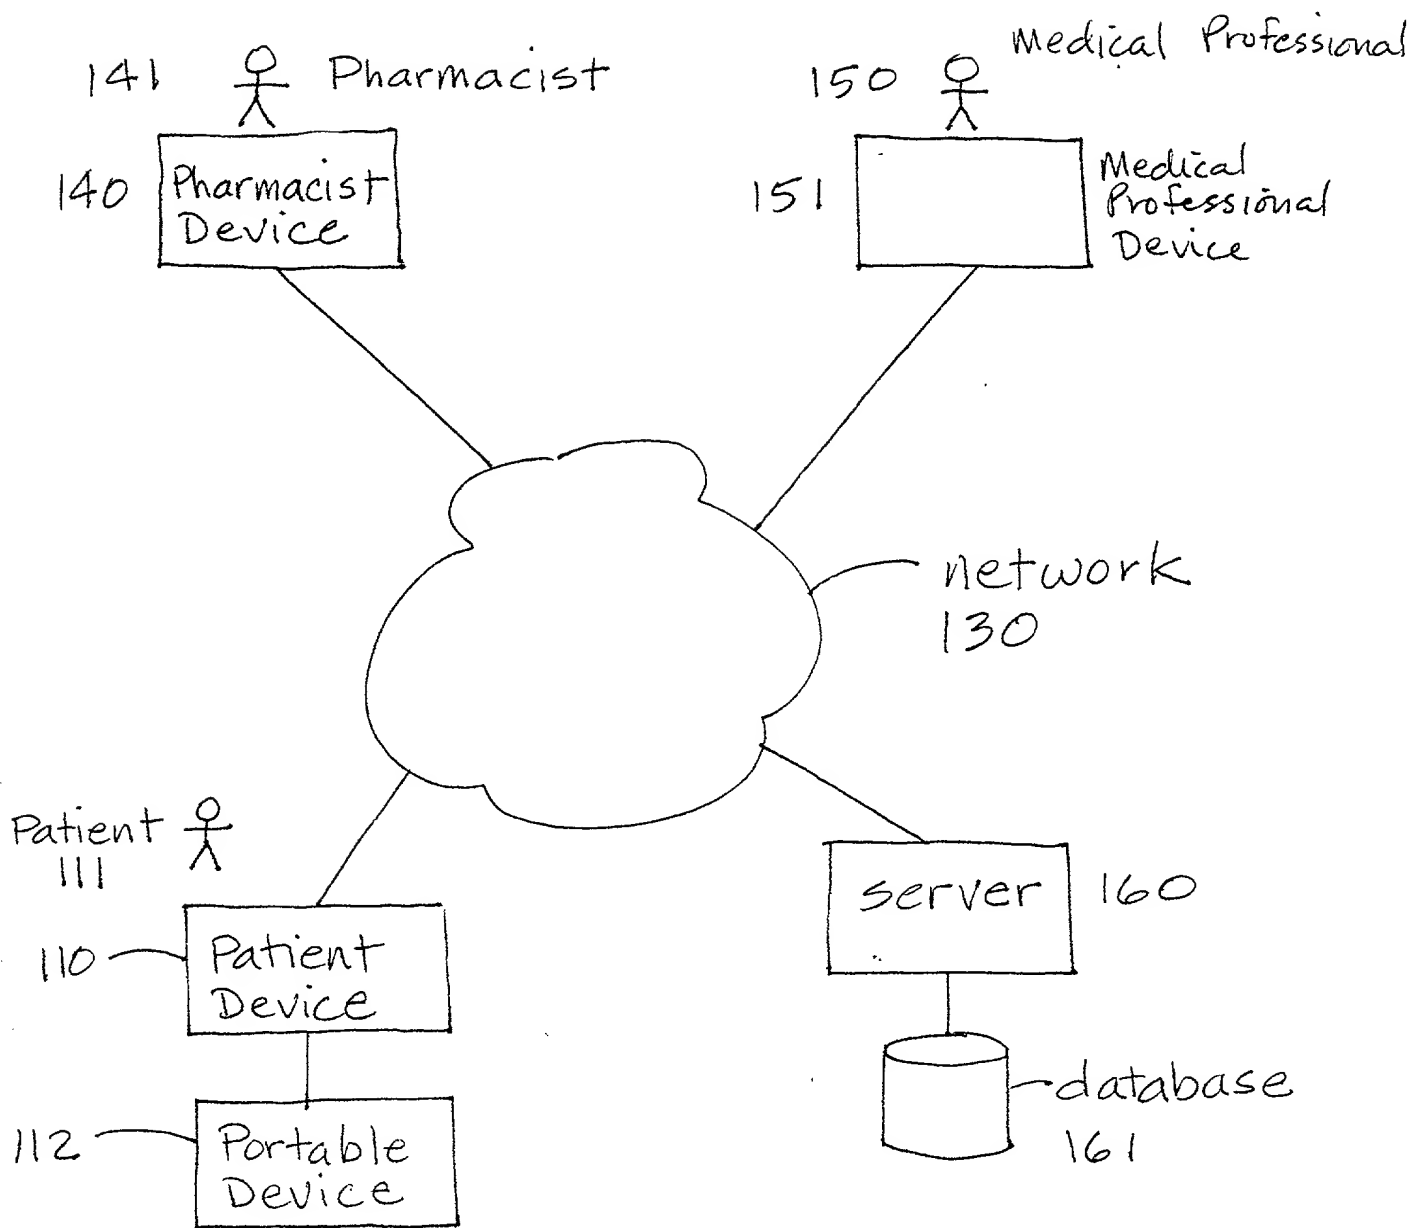 141 Pharmacist
150 Medical Professional
140 Pharmacist
Device
151 Medical
Professional
Device
network
130
Patient
111
110 Patient
Device
112 Portable
Device
server 160
database
161